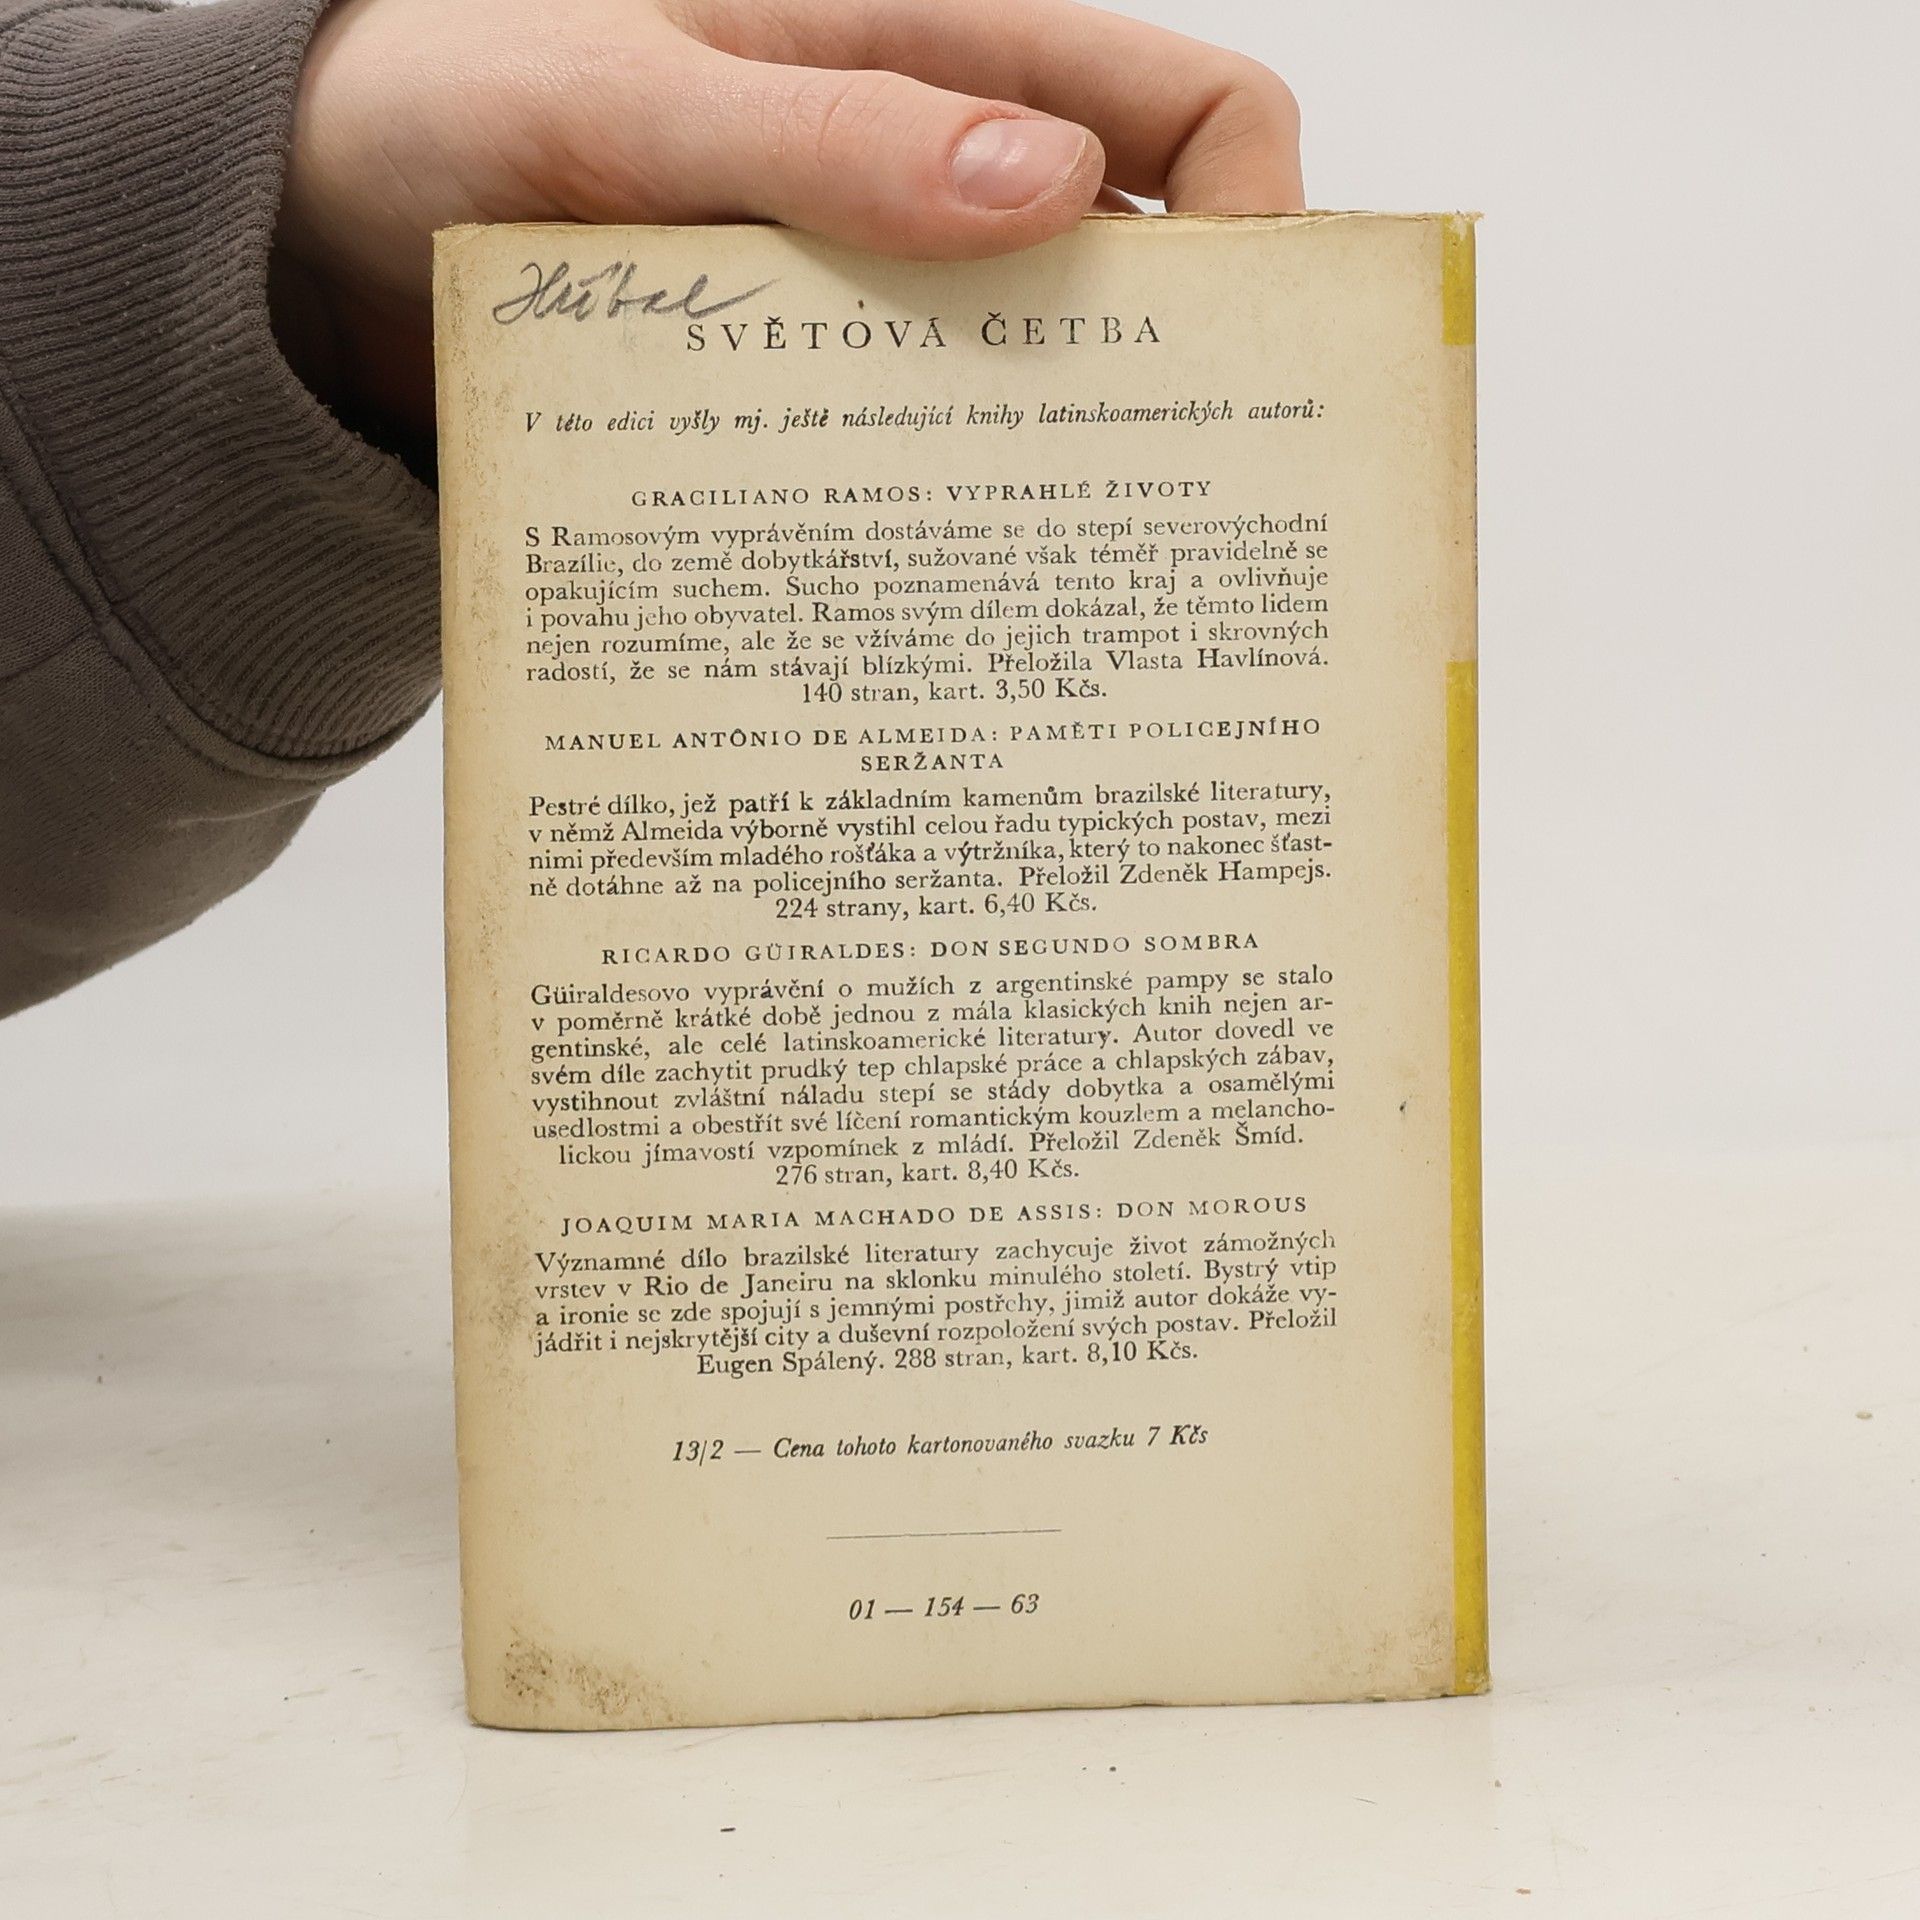 SVĚTOVÁ ČETBA
V této edici vyšly mj. ještě následující knihy latinskoamerických autorů:
GRACILIANO RAMOS: VYPRAHLÉ ŽIVOTY
S Ramosovým vyprávěním dostáváme se do stepí severovýchodní
Brazílie, do země dobytkářství, sužované však téměř pravidelně se
opakujícím suchem. Sucho poznamenává tento kraj a ovlivňuje
i povahu jeho obyvatel. Ramos svým dílem dokázal, že těmto lidem
nejen rozumíme, ale že se vžíváme do jejich trampot i skrovných
radostí, že se nám stávají blízkými. Přeložila Vlasta Havlínová.
140 stran, kart. 3,50 Kčs.
MANUEL ANTÔNIO DE ALMEIDA: PAMĚTI POLICEJNÍHO
SERŽANTA
Pestré dílko, jež patří k základním kamenům brazilské literatury,
v němž Almeida výborně vystihl celou řadu typických postav, mezi
nimi především mladého rošťáka a výtržníka, který to nakonec šťast-
ně dotáhne až na policejního seržanta. Přeložil Zdeněk Hampejs.
224 strany, kart. 6,40 Kčs.
RICARDO GÜIRALDES: DON SEGUNDO SOMBRA
Güiraldesovo vyprávění o mužích z argentinské pampy se stalo
v poměrně krátké době jednou z mála klasických knih nejen ar-
gentinské, ale celé latinskoamerické literatury. Autor dovedl ve
svém díle zachytit prudký tep chlapské práce a chlapských zábav,
vystihnout zvláštní náladu stepí se stády dobytka a osamělými
usedlostmi a obestřít své líčení romantickým kouzlem a melancho-
lickou jímavostí vzpomínek z mládí. Přeložil Zdeněk Šmíd.
276 stran, kart. 8,40 Kčs.
JOAQUIM MARIA MACHADO DE ASSIS: DON MOROUS
Významné dílo brazilské literatury zachycuje život zámožných
vrstev v Rio de Janeiru na sklonku minulého století. Bystrý vtip
a ironie se zde spojují s jemnými postřehy, jimiž autor dokáže vy-
jádřit i nejskrytější city a duševní rozpoložení svých postav. Přeložil
Eugen Spálený. 288 stran, kart. 8,10 Kčs.
13/2 — Cena tohoto kartonovaného svazku 7 Kčs
01 — 154 — 63